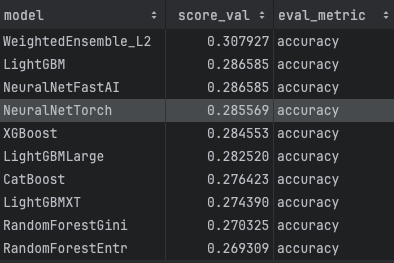 model score_val eval_metric
WeightedEnsemble_L2 0.307927 accuracy
LightGBM 0.286585 accuracy
NeuralNetFastAI 0.286585 accuracy
NeuralNetTorch 0.285569 accuracy
XGBoost 0.284553 accuracy
LightGBMLarge 0.282520 accuracy
CatBoost 0.276423 accuracy
LightGBMXT 0.274390 accuracy
RandomForestGini 0.270325 accuracy
RandomForestEntr 0.269309 accuracy